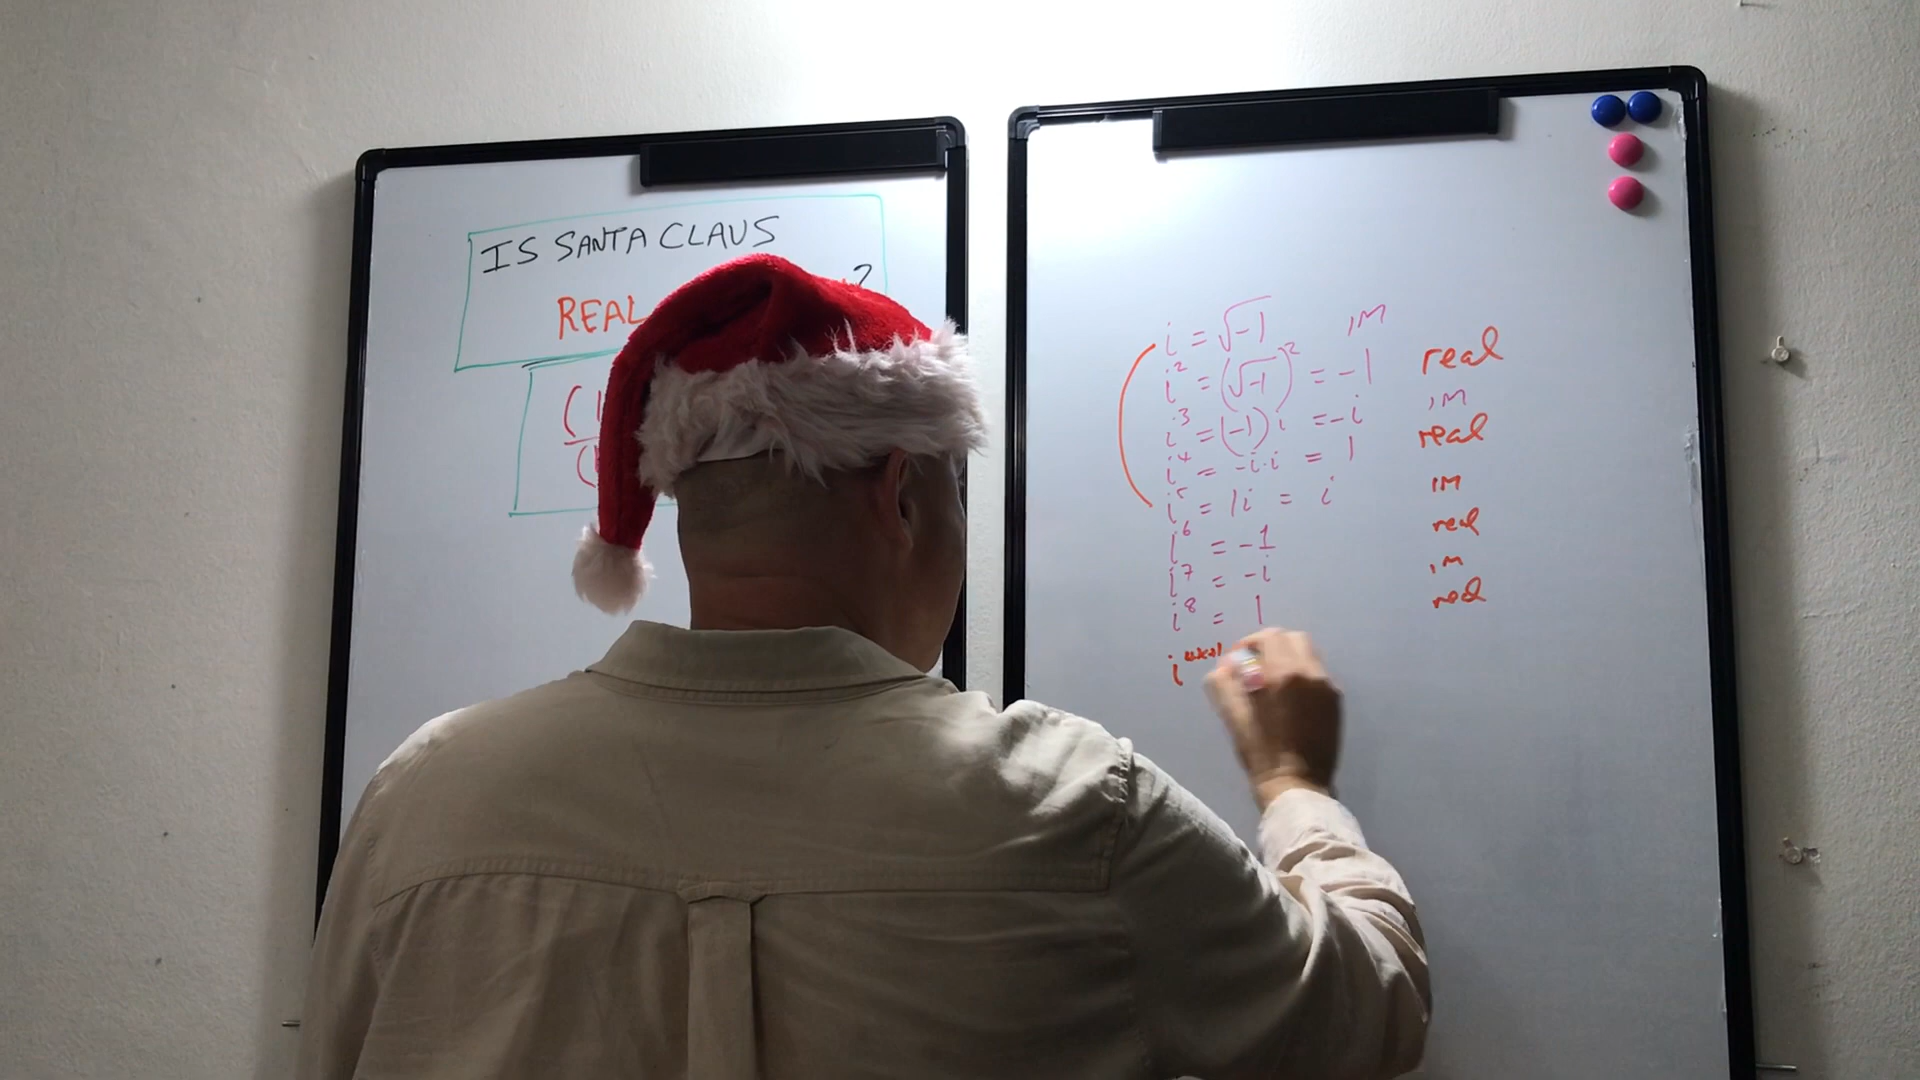 IS SANTA CLAUS
REAL ?
(1
(
i = √-1 IM
i² = (√-1)² = -1 real
i³ = (-1)i = -i IM
i⁴ = -i·i = 1 real
i⁵ = 1i = i IM
i⁶ = -1 real
i⁷ = -i IM
i⁸ = 1 real
i